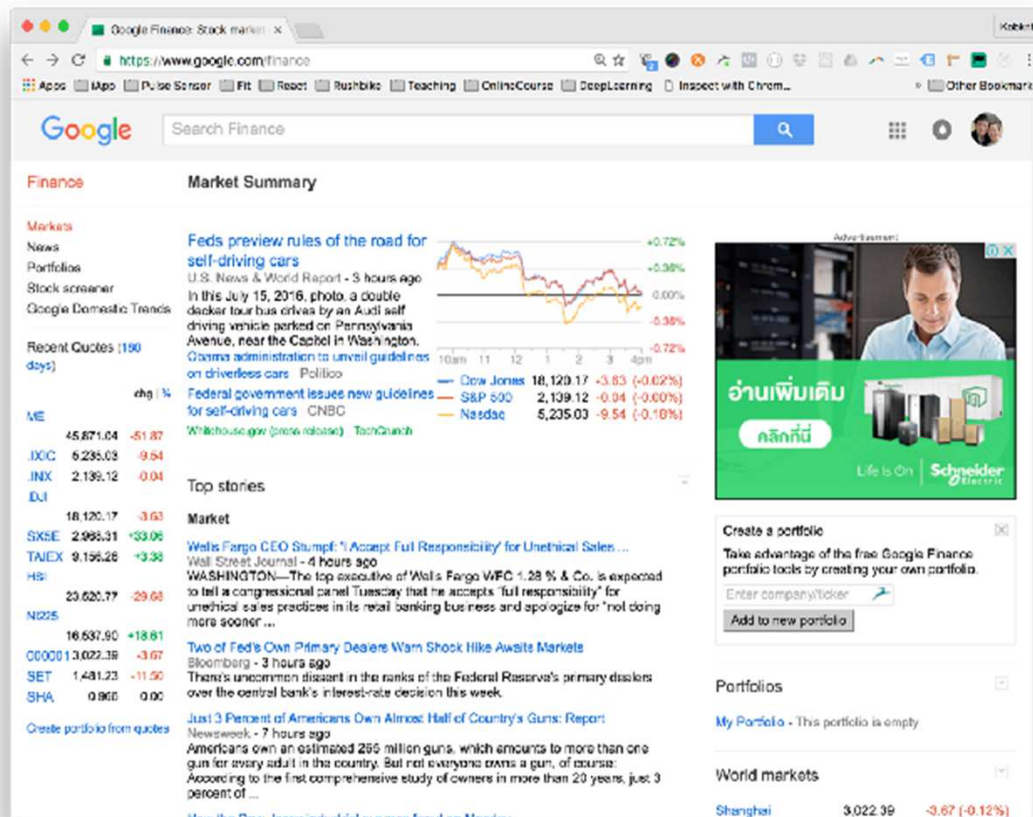 Google Finance: Stock market
https://www.google.com/finance
Apps iApp Pulse Sensor Fit React Rushbike Teaching OnlineCourse DeepLearning Inspect with Chrom... » Other Bookmark
Google
Search Finance
Finance
Market Summary
Markets
News
Portfolios
Stock screener
Google Domestic Trends
Recent Quotes (180
days)
chg | %
ME
45,871.04 -51.87
.IXIC 5,235.03 -9.54
.INX 2,139.12 -0.04
.DJI
18,120.17 -3.63
SX5E 2,968.31 +33.06
TAIEX 9,156.26 +3.38
HSI
23,520.77 -29.68
NI225
16,537.90 +18.61
000001 3,022.39 -3.67
SET 1,481.23 -11.50
SHA 0.00
Create portfolio from quotes
Feds preview rules of the road for
self-driving cars
U.S. News & World Report - 3 hours ago
In this July 15, 2016, photo, a double
decker tour bus drives by an Audi self
driving vehicle parked on Pennsylvania
Avenue, near the Capitol in Washington.
Obama administration to unveil guidelines
on driverless cars Politico
Federal government issues new guidelines
for self-driving cars CNBC
Whitehouse.gov (press release) TechCrunch
+0.72%
+0.36%
0.00%
-0.36%
-0.72%
10am 11 12 1 2 3 4pm
Dow Jones 18,120.17 -3.63 (-0.02%)
S&P 500 2,139.12 -0.04 (-0.00%)
Nasdaq 5,235.03 -9.54 (-0.18%)
Top stories
Market
Wells Fargo CEO Stumpf: 'I Accept Full Responsibility' for Unethical Sales ...
Wall Street Journal - 4 hours ago
WASHINGTON—The top executive of Wells Fargo WFC 1.28 % & Co. is expected
to tell a congressional panel Tuesday that he accepts "full responsibility" for
unethical sales practices in its retail banking business and apologize for "not doing
more sooner ...
Two of Fed's Own Primary Dealers Warn Shock Hike Awaits Markets
Bloomberg - 3 hours ago
There's uncommon dissent in the ranks of the Federal Reserve's primary dealers
over the central bank's interest-rate decision this week.
Just 3 Percent of Americans Own Almost Half of Country's Guns: Report
Newsweek - 7 hours ago
Americans own an estimated 265 million guns, which amounts to more than one
gun for every adult in the country. But not everyone owns a gun, of course:
According to the first comprehensive study of owners in more than 20 years, just 3
percent of ...
Advertisement
อ่านเพิ่มเติม
คลิกที่นี่
Life Is On Schneider
Electric
Create a portfolio
Take advantage of the free Google Finance
portfolio tools by creating your own portfolio.
Enter company/ticker
Add to new portfolio
Portfolios
My Portfolio - This portfolio is empty
World markets
Shanghai 3,022.39 -3.67 (-0.12%)